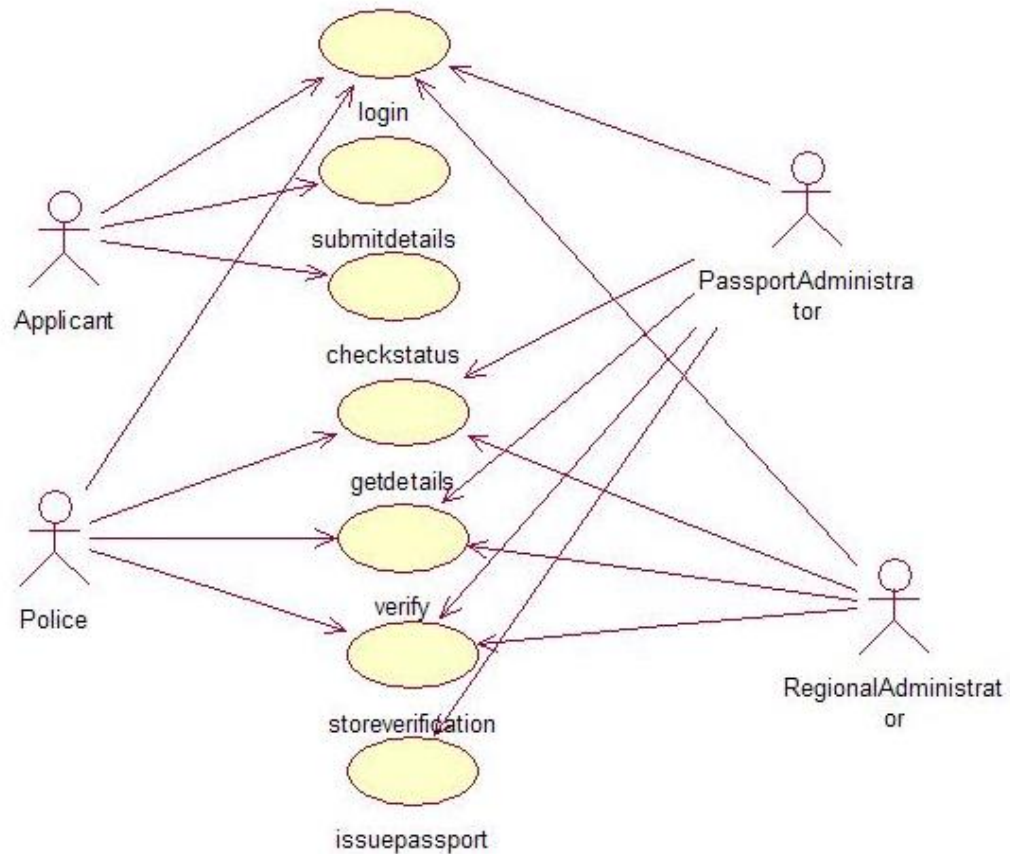 login
submitdetails
PassportAdministra
tor
Applicant
checkstatus
getdetails
verify
Police
RegionalAdministrat
or
storeverification
issuepassport